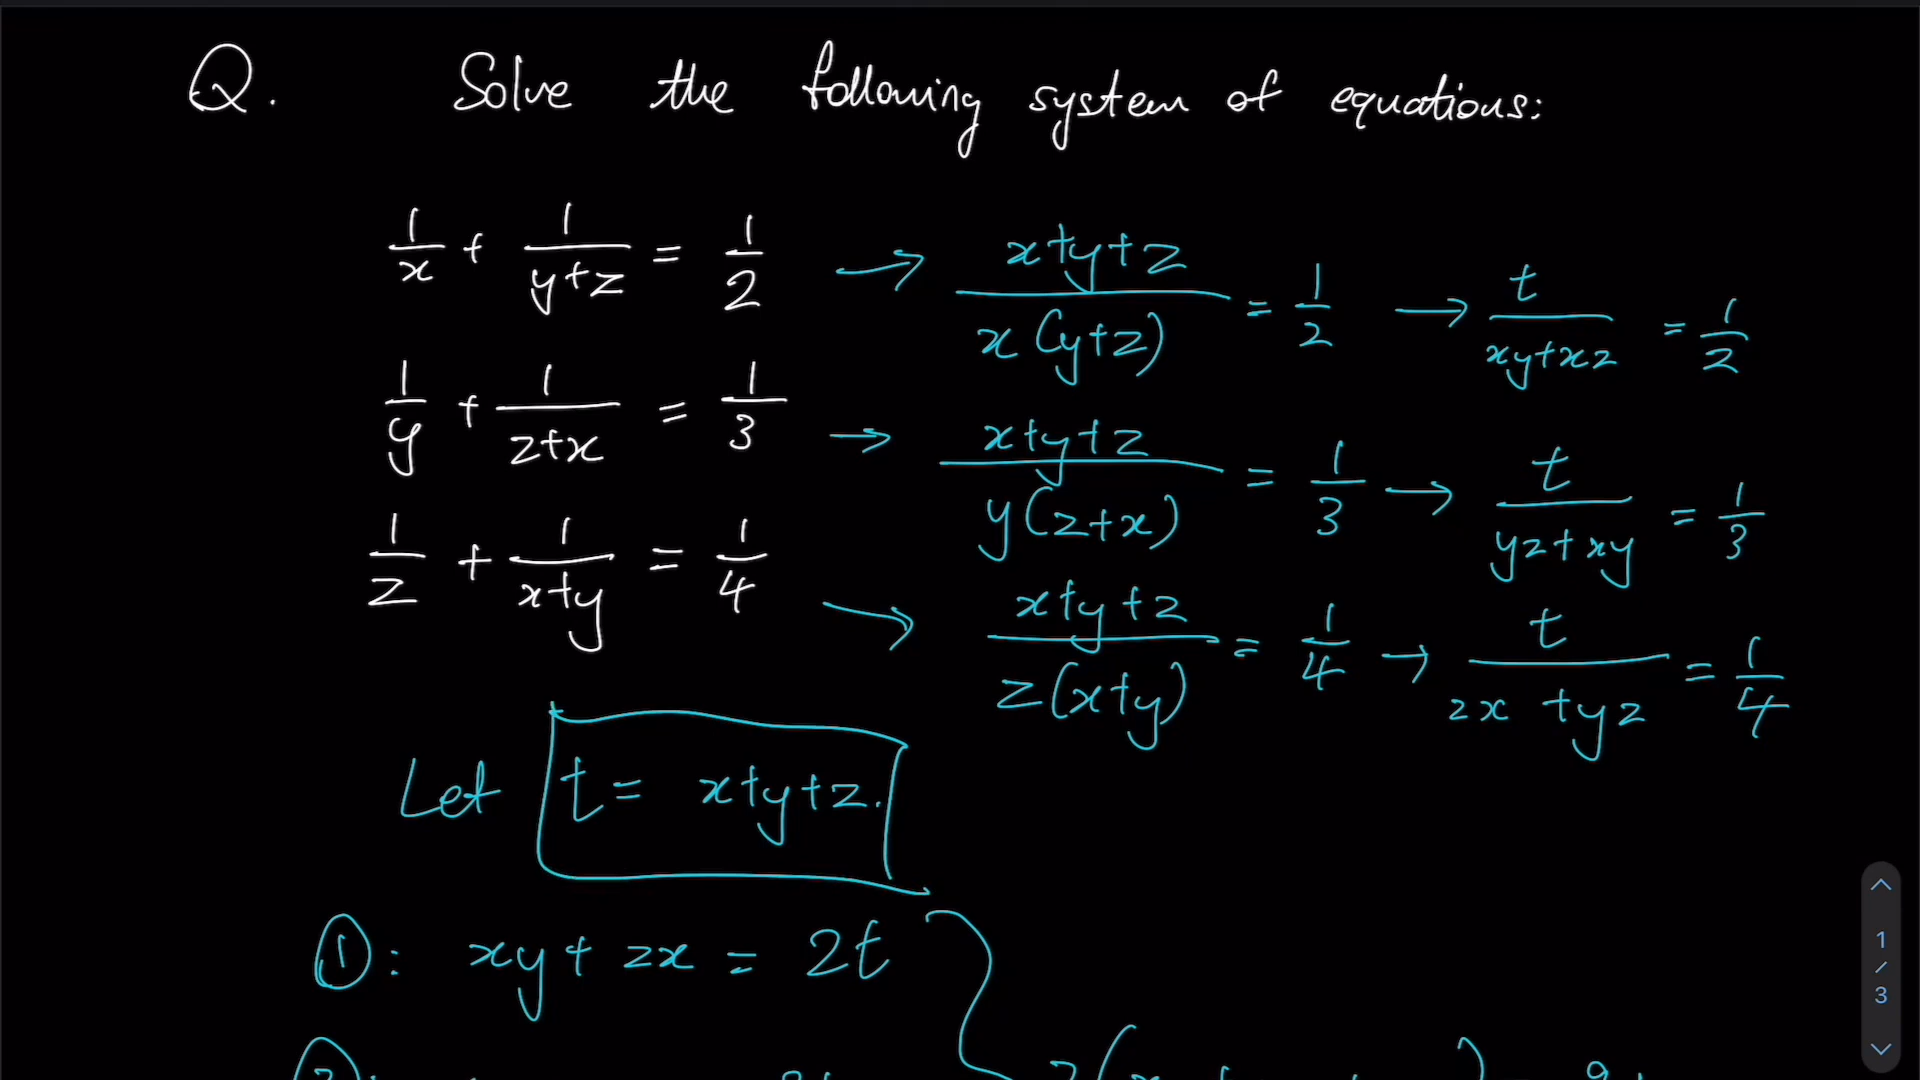 Q. Solve the following system of equations:
1/x + 1/(y+z) = 1/2 → (x+y+z)/(x(y+z)) = 1/2 → t/(xy+xz) = 1/2
1/y + 1/(z+x) = 1/3 → (x+y+z)/(y(z+x)) = 1/3 → t/(yz+xy) = 1/3
1/z + 1/(x+y) = 1/4 → (x+y+z)/(z(x+y)) = 1/4 → t/(zx+yz) = 1/4
Let t = x+y+z.
①: xy + zx = 2t
1
/
3